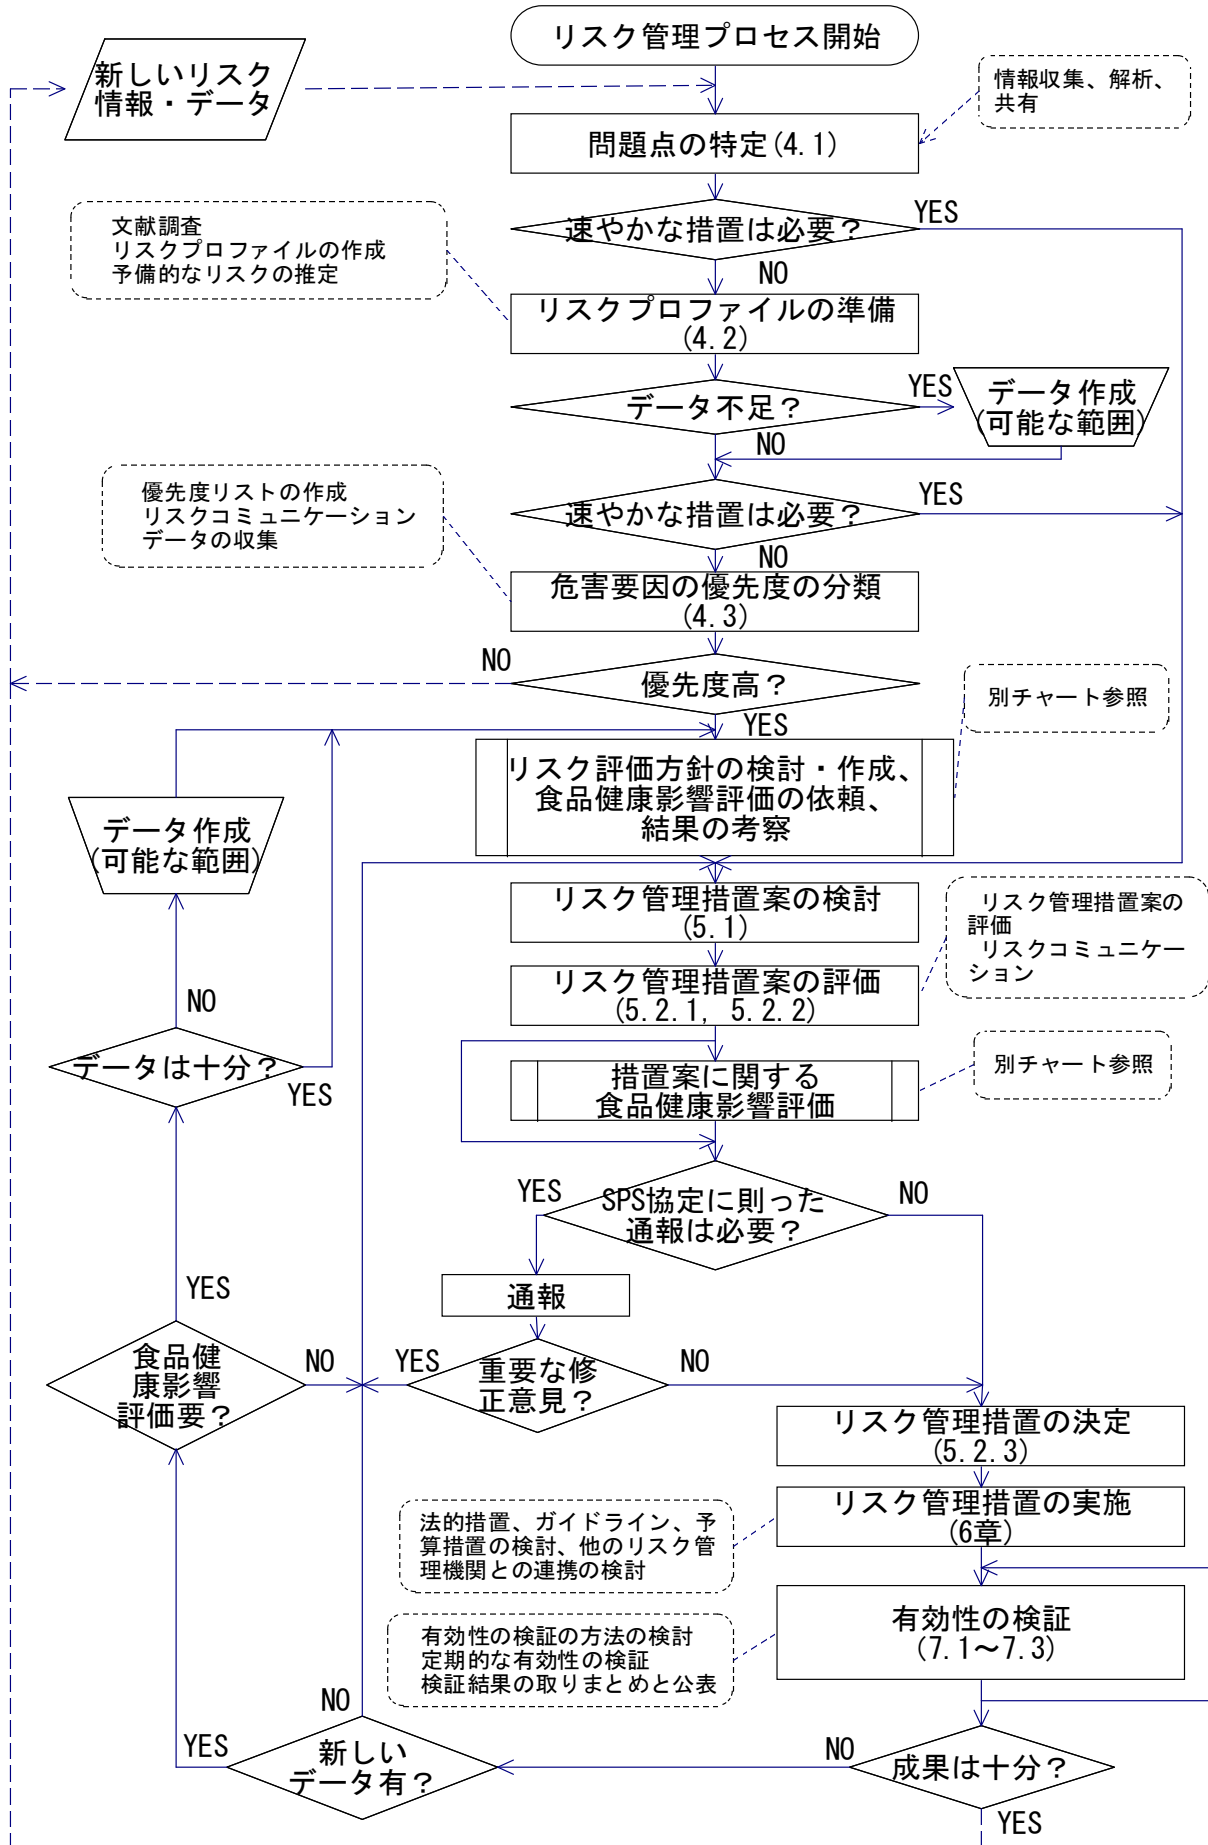 リスク管理プロセス開始
新しいリスク
情報・データ
情報収集、解析、
共有
問題点の特定(4.1)
速やかな措置は必要？
YES
NO
文献調査
リスクプロファイルの作成
予備的なリスクの推定
リスクプロファイルの準備
(4.2)
データ不足？
YES
NO
データ作成
(可能な範囲)
速やかな措置は必要？
YES
NO
優先度リストの作成
リスクコミュニケーション
データの収集
危害要因の優先度の分類
(4.3)
優先度高？
NO
YES
別チャート参照
リスク評価方針の検討・作成、
食品健康影響評価の依頼、
結果の考察
データ作成
(可能な範囲)
リスク管理措置案の検討
(5.1)
リスク管理措置案の
評価
リスクコミュニケー
ション
リスク管理措置案の評価
(5.2.1, 5.2.2)
NO
データは十分？
YES
措置案に関する
食品健康影響評価
別チャート参照
SPS協定に則った
通報は必要？
YES
NO
通報
YES
食品健
康影響
評価要？
NO
重要な修
正意見？
YES
NO
リスク管理措置の決定
(5.2.3)
リスク管理措置の実施
(6章)
法的措置、ガイドライン、予
算措置の検討、他のリスク管
理機関との連携の検討
有効性の検証
(7.1～7.3)
有効性の検証の方法の検討
定期的な有効性の検証
検証結果の取りまとめと公表
NO
YES
新しい
データ有？
NO
成果は十分？
YES